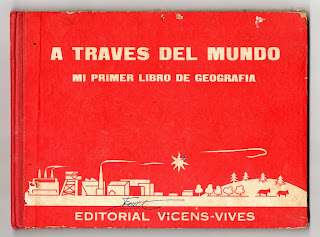 A TRAVES DEL MUNDO
MI PRIMER LIBRO DE GEOGRAFIA
EDITORIAL ViCENS-VIVES